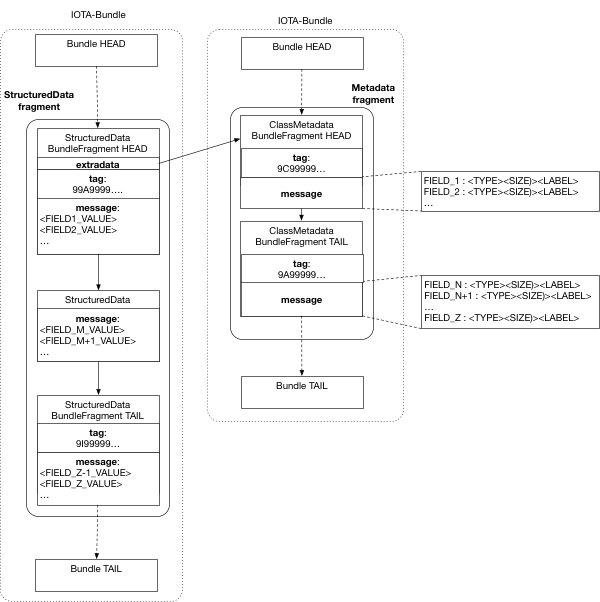 IOTA-Bundle
Bundle HEAD
StructuredData
fragment
StructuredData
BundleFragment HEAD
extradata
tag:
99A9999....
message:
<FIELD1_VALUE>
<FIELD2_VALUE>
...
StructuredData
message:
<FIELD_M_VALUE>
<FIELD_M+1_VALUE>
...
StructuredData
BundleFragment TAIL
tag:
9I99999...
message:
<FIELD_Z-1_VALUE>
<FIELD_Z_VALUE>
...
Bundle TAIL
IOTA-Bundle
Bundle HEAD
Metadata
fragment
ClassMetadata
BundleFragment HEAD
tag:
9C99999...
message
ClassMetadata
BundleFragment TAIL
tag:
9A99999...
message
Bundle TAIL
FIELD_1 : <TYPE><SIZE)><LABEL>
FIELD_2 : <TYPE><SIZE)><LABEL>
...
FIELD_N : <TYPE><SIZE)><LABEL>
FIELD_N+1 : <TYPE><SIZE)><LABEL>
...
FIELD_Z : <TYPE><SIZE)><LABEL>